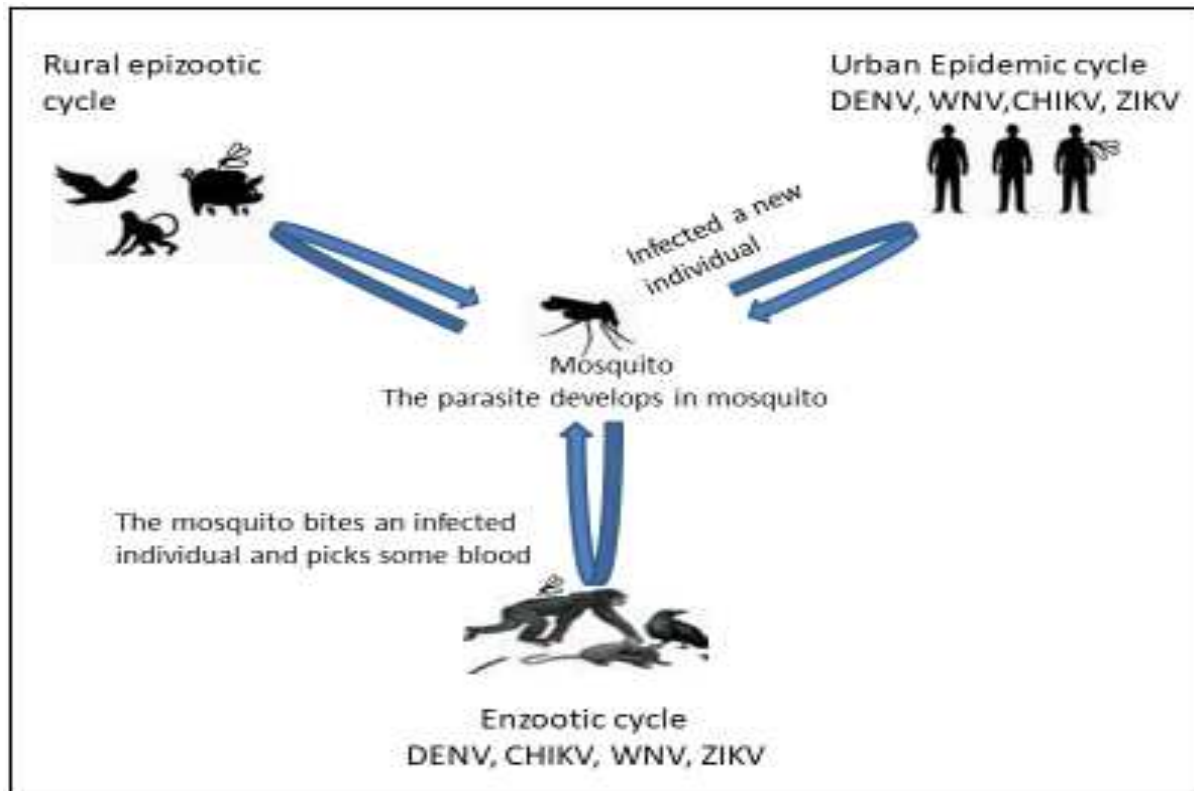 Rural epizootic
cycle
Urban Epidemic cycle
DENV, WNV,CHIKV, ZIKV
Infected a new
individual
Mosquito
The parasite develops in mosquito
The mosquito bites an infected
individual and picks some blood
Enzootic cycle
DENV, CHIKV, WNV, ZIKV